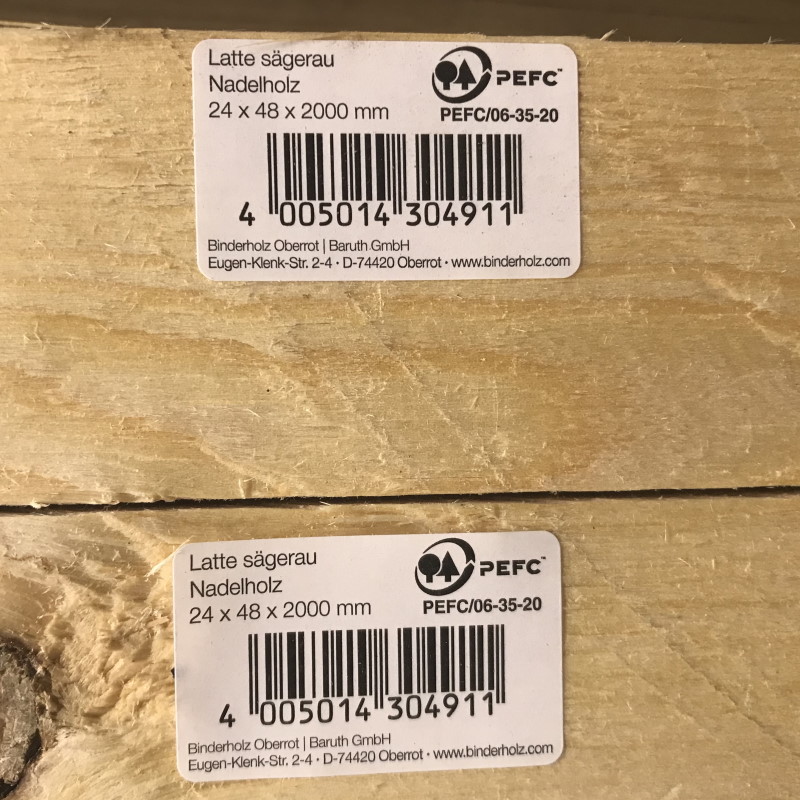 Latte sägerau
Nadelholz
24 x 48 x 2000 mm
PEFC™
PEFC/06-35-20
4 005014 304911
Binderholz Oberrot | Baruth GmbH
Eugen-Klenk-Str. 2-4 · D-74420 Oberrot · www.binderholz.com
Latte sägerau
Nadelholz
24 x 48 x 2000 mm
PEFC™
PEFC/06-35-20
4 005014 304911
Binderholz Oberrot | Baruth GmbH
Eugen-Klenk-Str. 2-4 · D-74420 Oberrot · www.binderholz.com